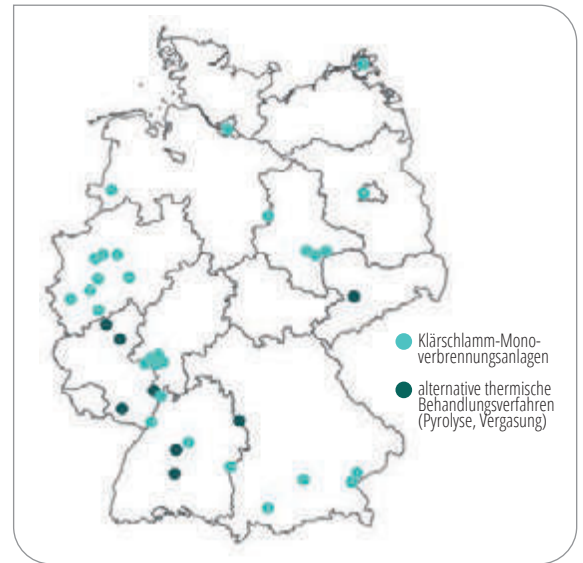 Klärschlamm-Mono-
verbrennungsanlagen
alternative thermische
Behandlungsverfahren
(Pyrolyse, Vergasung)